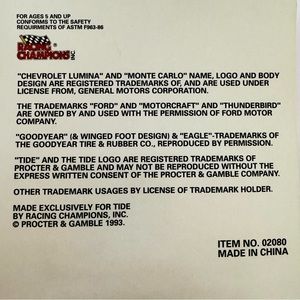 FOR AGES 5 AND UP
CONFORMS TO THE SAFETY
REQUIRMENTS OF ASTM F963-86
RACING
CHAMPIONS INC
"CHEVROLET LUMINA" AND "MONTE CARLO" NAME, LOGO AND BODY
DESIGN ARE REGISTERED TRADEMARKS OF, AND ARE USED UNDER
LICENSE FROM, GENERAL MOTORS CORPORATION.
THE TRADEMARKS "FORD" AND "MOTORCRAFT" AND "THUNDERBIRD"
ARE OWNED BY AND USED WITH THE PERMISSION OF FORD MOTOR
COMPANY.
"GOODYEAR" (& WINGED FOOT DESIGN) & "EAGLE"-TRADEMARKS OF
THE GOODYEAR TIRE & RUBBER CO., REPRODUCED BY PERMISSION.
"TIDE" AND THE TIDE LOGO ARE REGISTERED TRADEMARKS OF
PROCTER & GAMBLE AND MAY NOT BE REPRODUCED WITHOUT THE
EXPRESS WRITTEN CONSENT OF THE PROCTER & GAMBLE COMPANY.
OTHER TRADEMARK USAGES BY LICENSE OF TRADEMARK HOLDER.
MADE EXCLUSIVELY FOR TIDE
BY RACING CHAMPIONS, INC.
© PROCTER & GAMBLE 1993.
ITEM NO. 02080
MADE IN CHINA